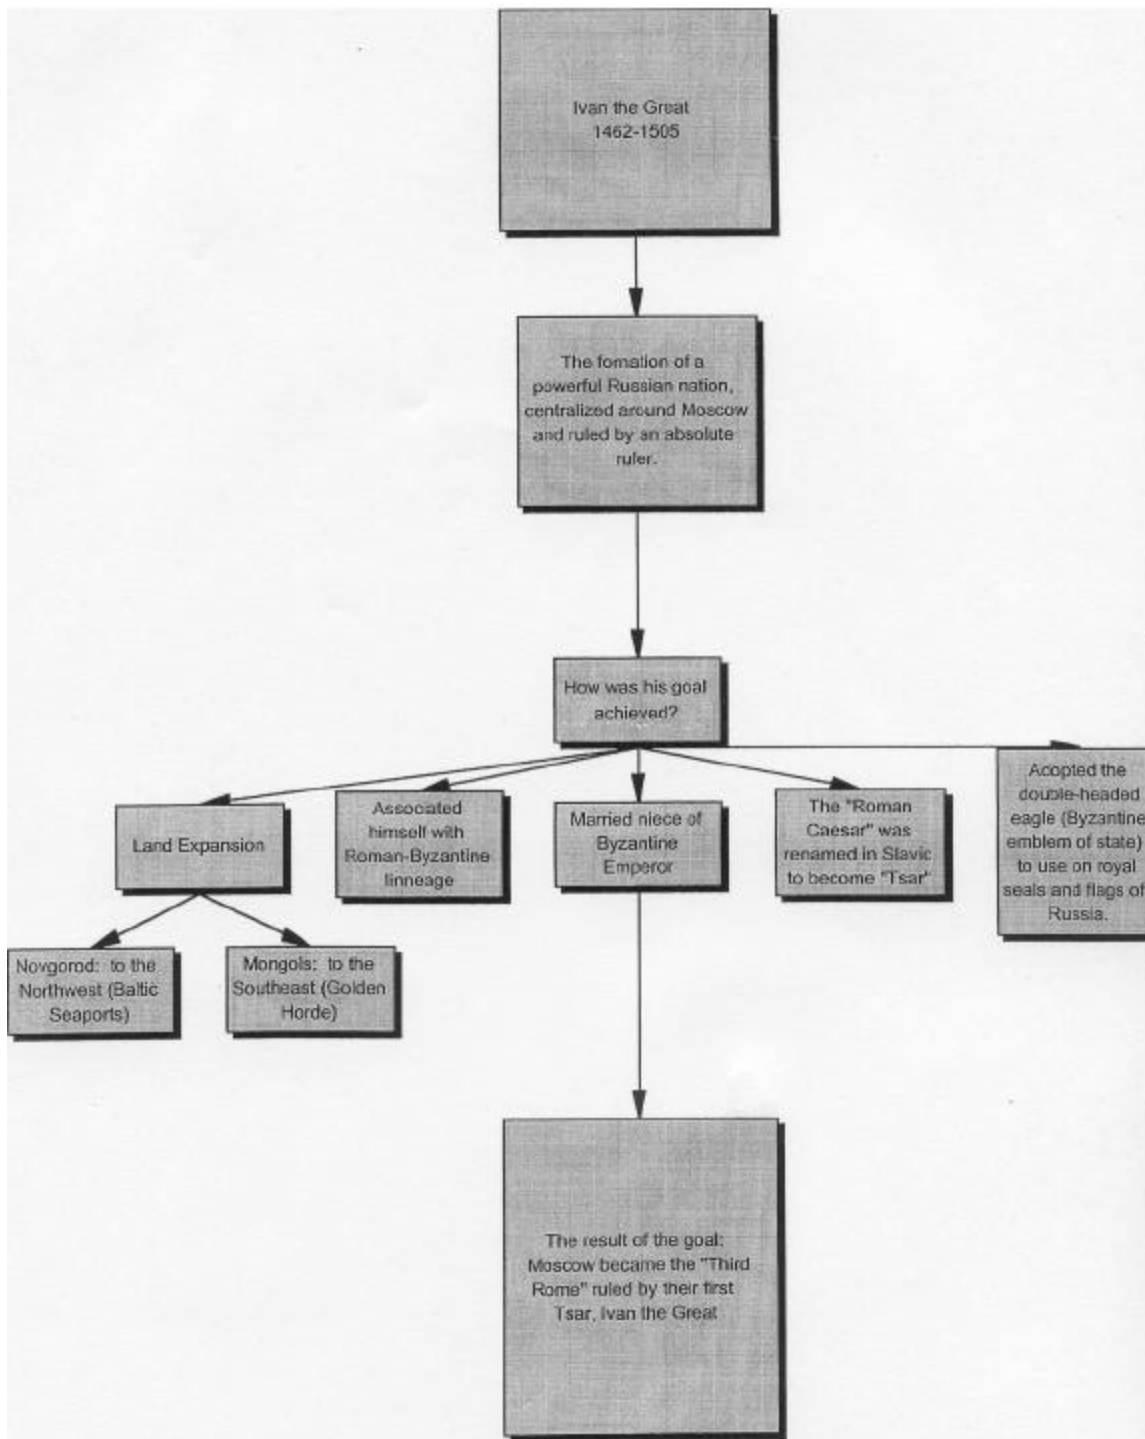 Ivan the Great
1462-1505
The fomation of a
powerful Russian nation,
centralized around Moscow
and ruled by an absolute
ruler.
How was his goal
achieved?
Land Expansion
Associated
himself with
Roman-Byzantine
linneage
Married niece of
Byzantine
Emperor
The "Roman
Caesar" was
renamed in Slavic
to become "Tsar"
Adopted the
double-headed
eagle (Byzantine
emblem of state)
to use on royal
seals and flags of
Russia.
Novgorod: to the
Northwest (Baltic
Seaports)
Mongols: to the
Southeast (Golden
Horde)
The result of the goal:
Moscow became the "Third
Rome" ruled by their first
Tsar, Ivan the Great